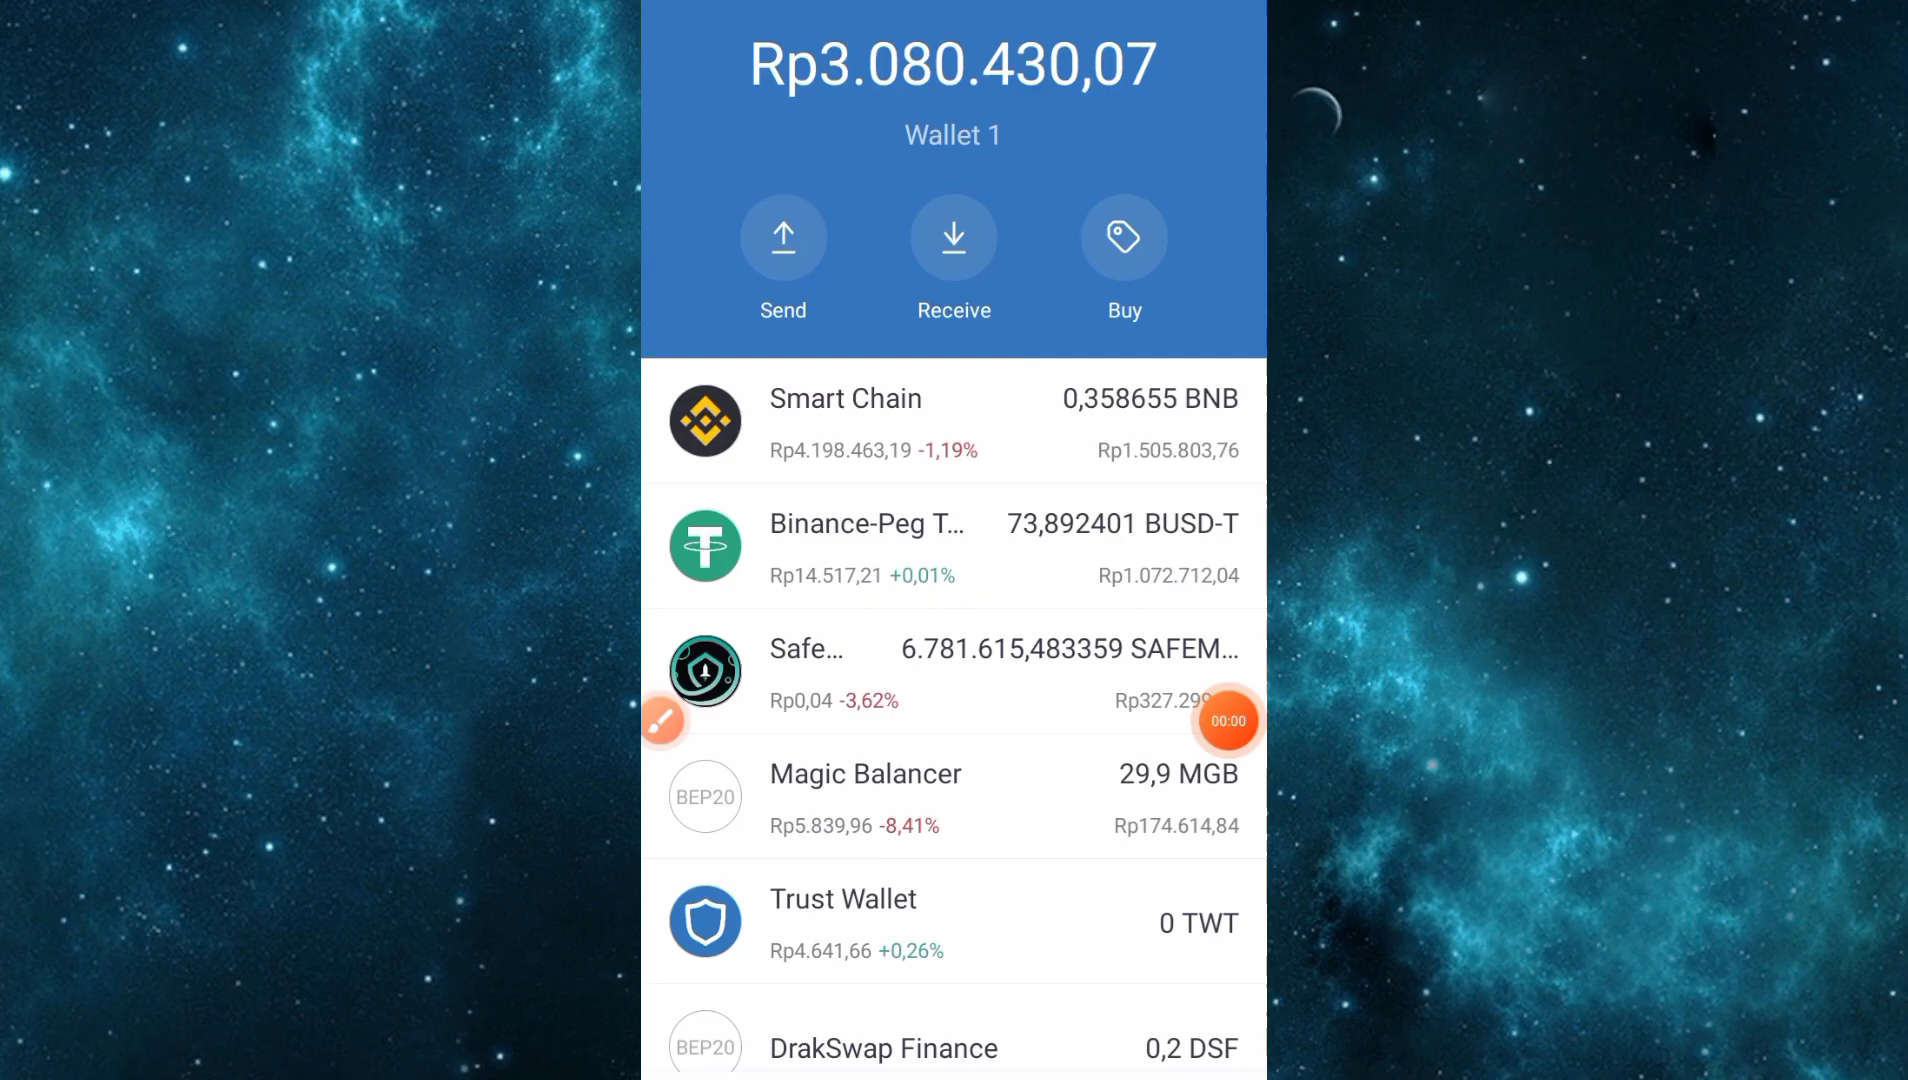 Rp3.080.430,07
Wallet 1
Send
Receive
Buy
Smart Chain
0,358655 BNB
Rp4.198.463,19 -1,19%
Rp1.505.803,76
Binance-Peg T...
73,892401 BUSD-T
Rp14.517,21 +0,01%
Rp1.072.712,04
Safe...
6.781.615,483359 SAFEM...
Rp0,04 -3,62%
Rp327.299
00:00
Magic Balancer
29,9 MGB
BEP20
Rp5.839,96 -8,41%
Rp174.614,84
Trust Wallet
0 TWT
Rp4.641,66 +0,26%
BEP20
DrakSwap Finance
0,2 DSF